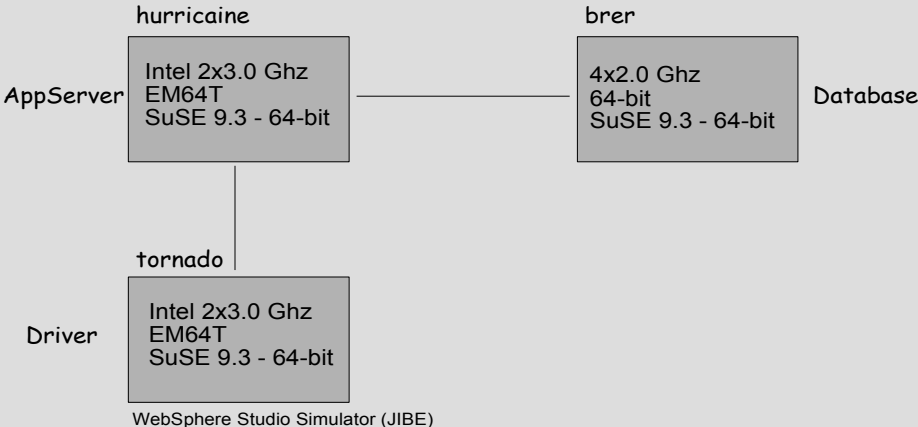 hurricaine
AppServer
Intel 2x3.0 Ghz
EM64T
SuSE 9.3 - 64-bit
brer
4x2.0 Ghz
64-bit
SuSE 9.3 - 64-bit
Database
tornado
Driver
Intel 2x3.0 Ghz
EM64T
SuSE 9.3 - 64-bit
WebSphere Studio Simulator (JIBE)